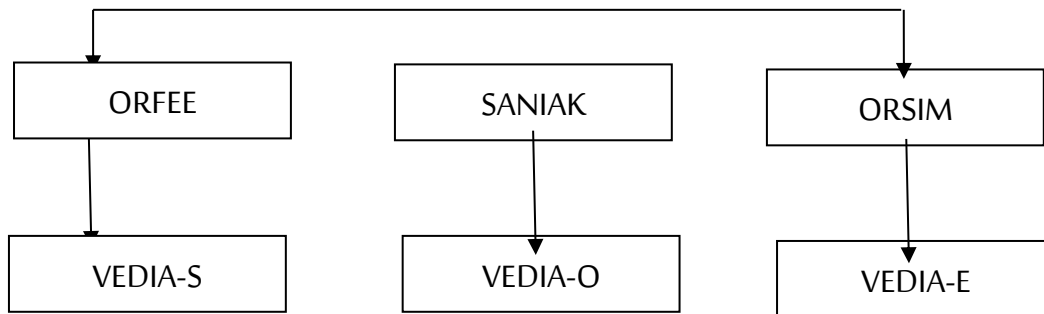 ORFEE
SANIAK
ORSIM
VEDIA-S
VEDIA-O
VEDIA-E